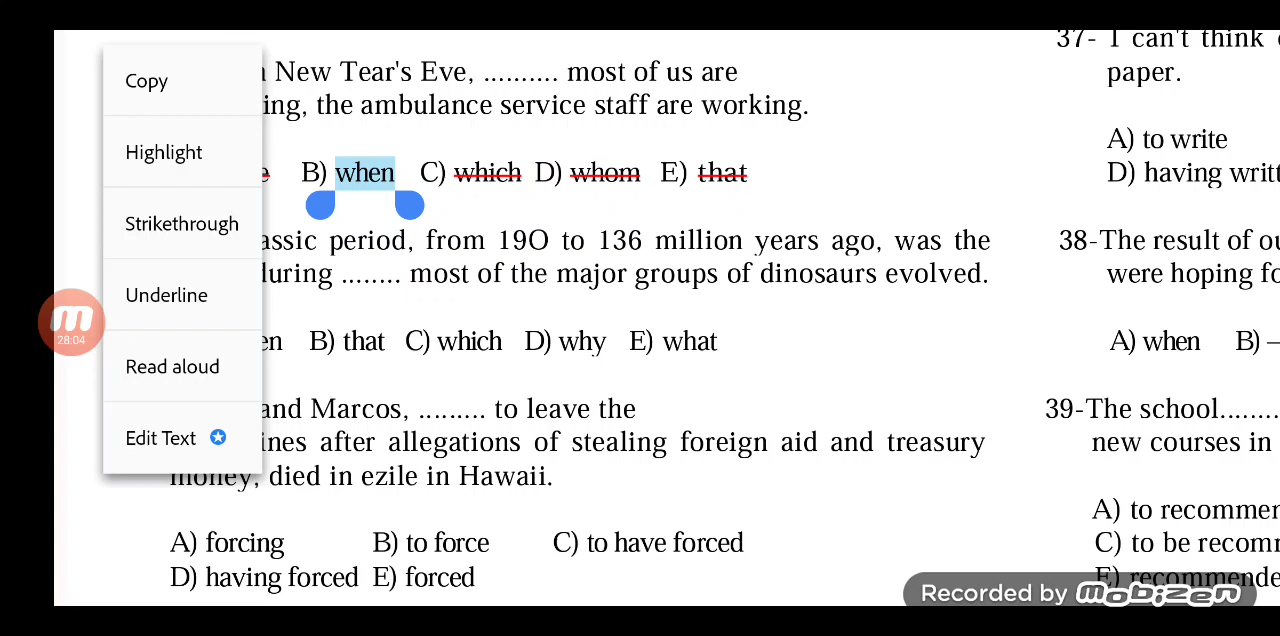 Copy
Highlight
Strikethrough
Underline
Read aloud
Edit Text
28:04
New Tear's Eve, .......... most of us are
ing, the ambulance service staff are working.
B) when C) which D) whom E) that
assic period, from 19O to 136 million years ago, was the
during ........ most of the major groups of dinosaurs evolved.
en B) that C) which D) why E) what
and Marcos, ......... to leave the
ines after allegations of stealing foreign aid and treasury
money, died in ezile in Hawaii.
A) forcing B) to force C) to have forced
D) having forced E) forced
37- I can't think
paper.
A) to write
D) having writt
38-The result of ou
were hoping fo
A) when B) –
39-The school........
new courses in
A) to recommen
C) to be recom
E) recommende
Recorded by mobizen